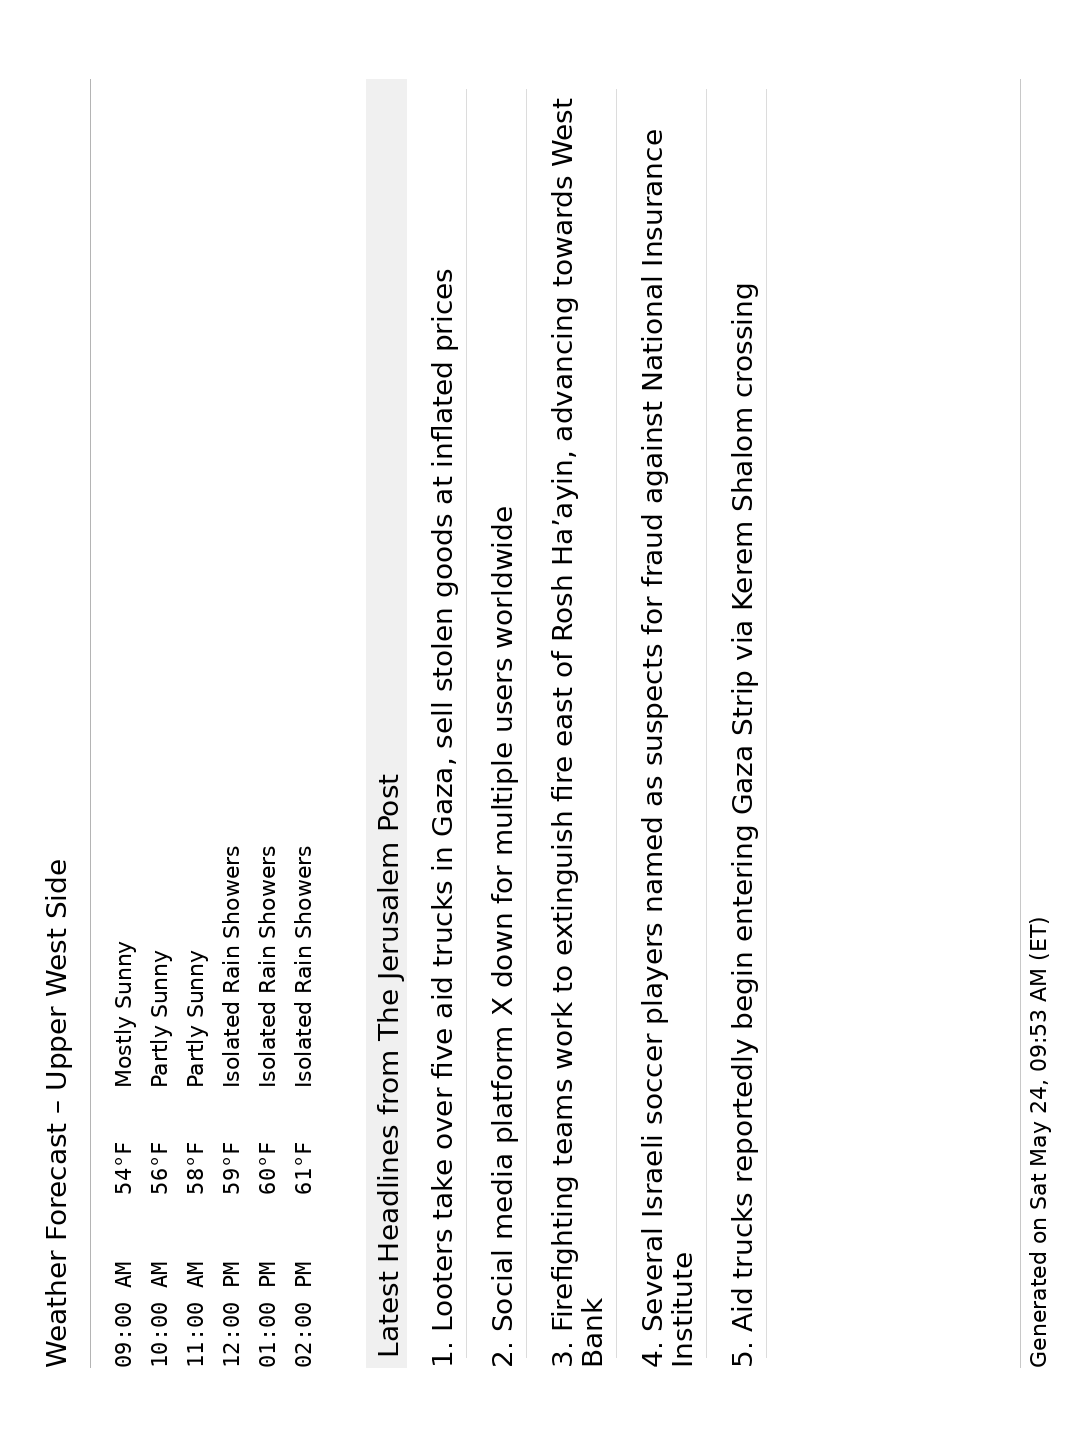 Weather Forecast – Upper West Side
09:00 AM 54°F Mostly Sunny
10:00 AM 56°F Partly Sunny
11:00 AM 58°F Partly Sunny
12:00 PM 59°F Isolated Rain Showers
01:00 PM 60°F Isolated Rain Showers
02:00 PM 61°F Isolated Rain Showers
Latest Headlines from The Jerusalem Post
1. Looters take over five aid trucks in Gaza, sell stolen goods at inflated prices
2. Social media platform X down for multiple users worldwide
3. Firefighting teams work to extinguish fire east of Rosh Ha’ayin, advancing towards West
Bank
4. Several Israeli soccer players named as suspects for fraud against National Insurance
Institute
5. Aid trucks reportedly begin entering Gaza Strip via Kerem Shalom crossing
Generated on Sat May 24, 09:53 AM (ET)